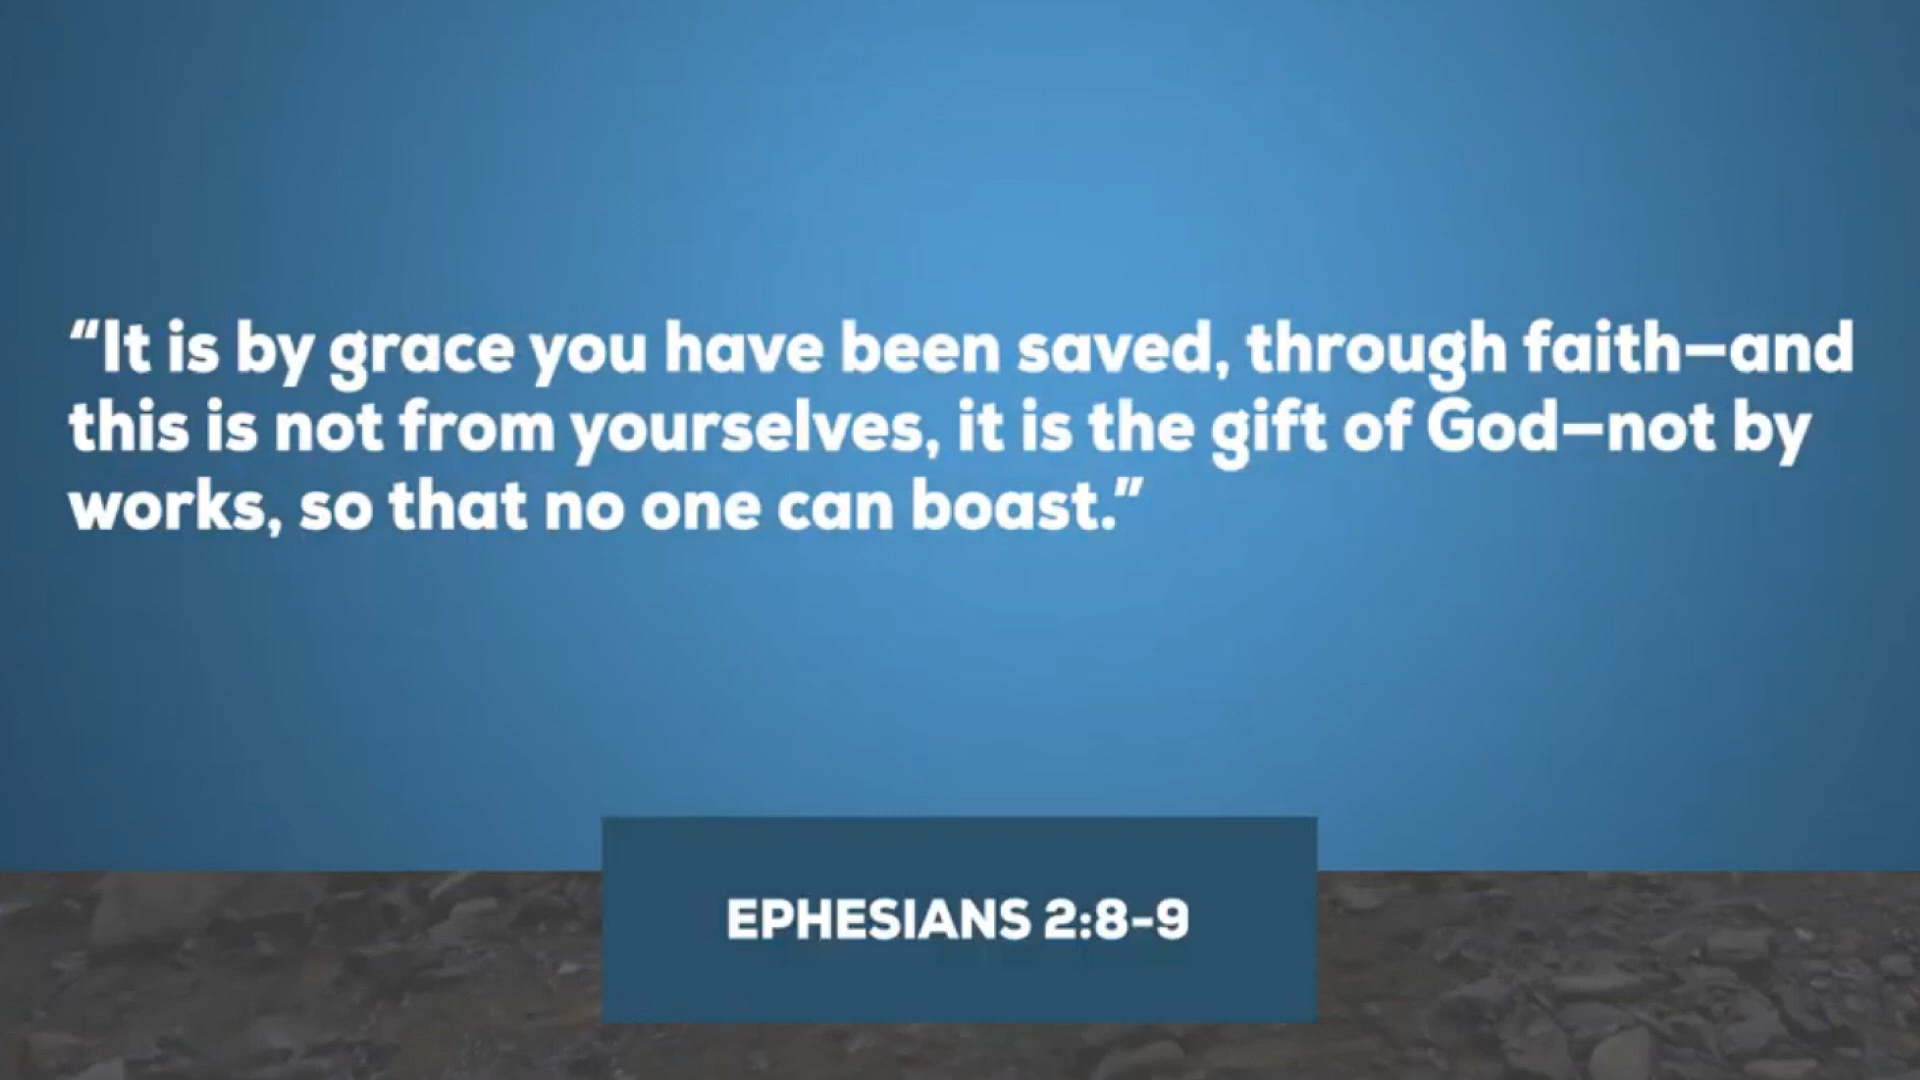 “It is by grace you have been saved, through faith—and
this is not from yourselves, it is the gift of God—not by
works, so that no one can boast.”
EPHESIANS 2:8-9